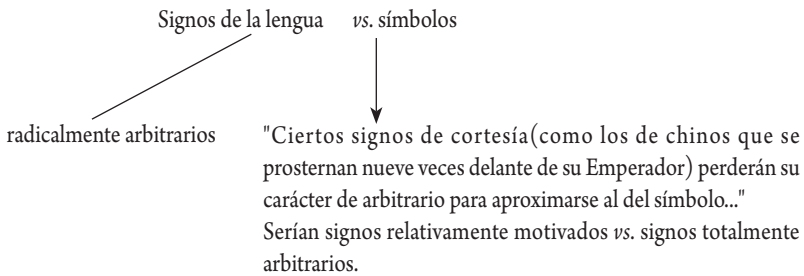 Signos de la lengua vs. símbolos
radicalmente arbitrarios
"Ciertos signos de cortesía(como los de chinos que se
prosternan nueve veces delante de su Emperador) perderán su
carácter de arbitrario para aproximarse al del símbolo..."
Serían signos relativamente motivados vs. signos totalmente
arbitrarios.